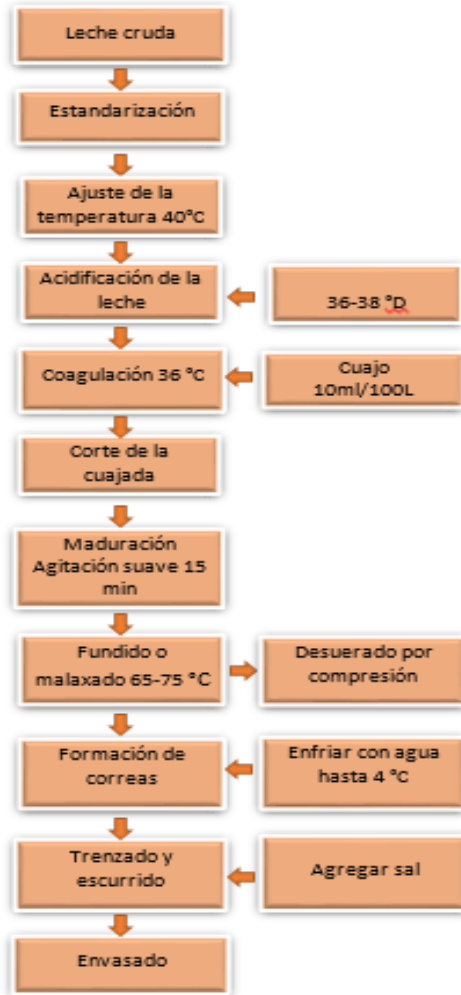 Leche cruda
Estandarización
Ajuste de la
temperatura 40°C
Acidificación de la
leche
36-38 °D
Coagulación 36 °C
Cuajo
10ml/100L
Corte de la
cuajada
Maduración
Agitación suave 15
min
Fundido o
malaxado 65-75 °C
Desuerado por
compresión
Formación de
correas
Enfriar con agua
hasta 4 °C
Trenzado y
escurrido
Agregar sal
Envasado